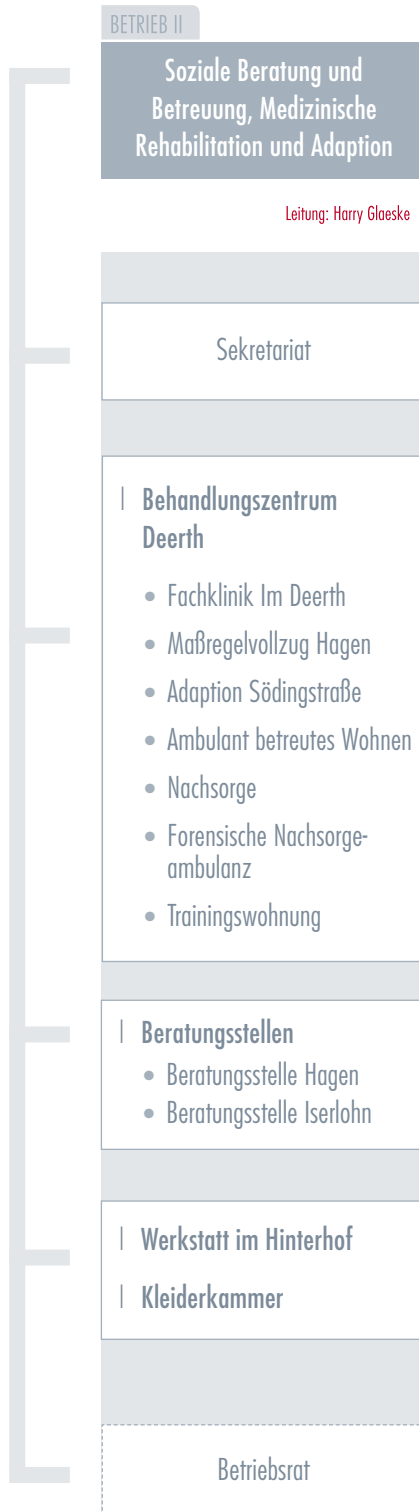 BETRIEB II
Soziale Beratung und
Betreuung, Medizinische
Rehabilitation und Adaption
Leitung: Harry Glaeske
Sekretariat
| Behandlungszentrum
Deerth
• Fachklinik Im Deerth
• Maßregelvollzug Hagen
• Adaption Södingstraße
• Ambulant betreutes Wohnen
• Nachsorge
• Forensische Nachsorge-
ambulanz
• Trainingswohnung
| Beratungsstellen
• Beratungsstelle Hagen
• Beratungsstelle Iserlohn
| Werkstatt im Hinterhof
| Kleiderkammer
Betriebsrat